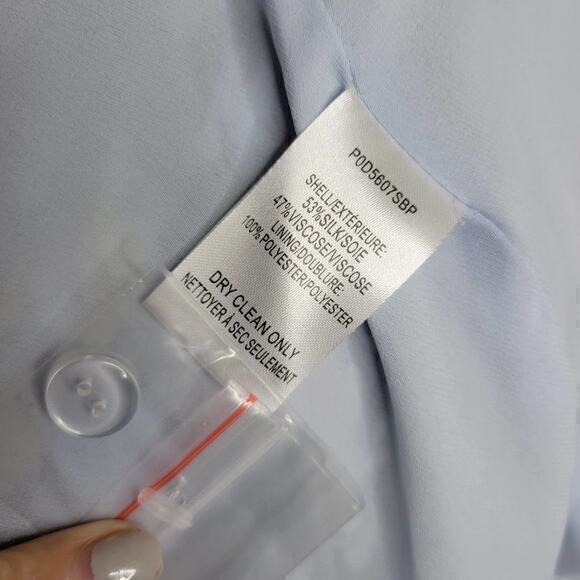 P0D5607SBP
SHELL/EXTÉRIEURE:
53%SILK/SOIE
47%VISCOSE/VISCOSE
LINING/DOUBLURE:
100% POLYESTER/POLYESTER
DRY CLEAN ONLY
NETTOYER À SEC SEULEMENT